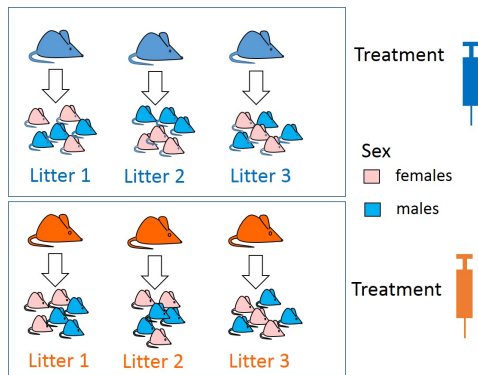 Treatment
Litter 1
Litter 2
Litter 3
Sex
females
males
Treatment
Litter 1
Litter 2
Litter 3